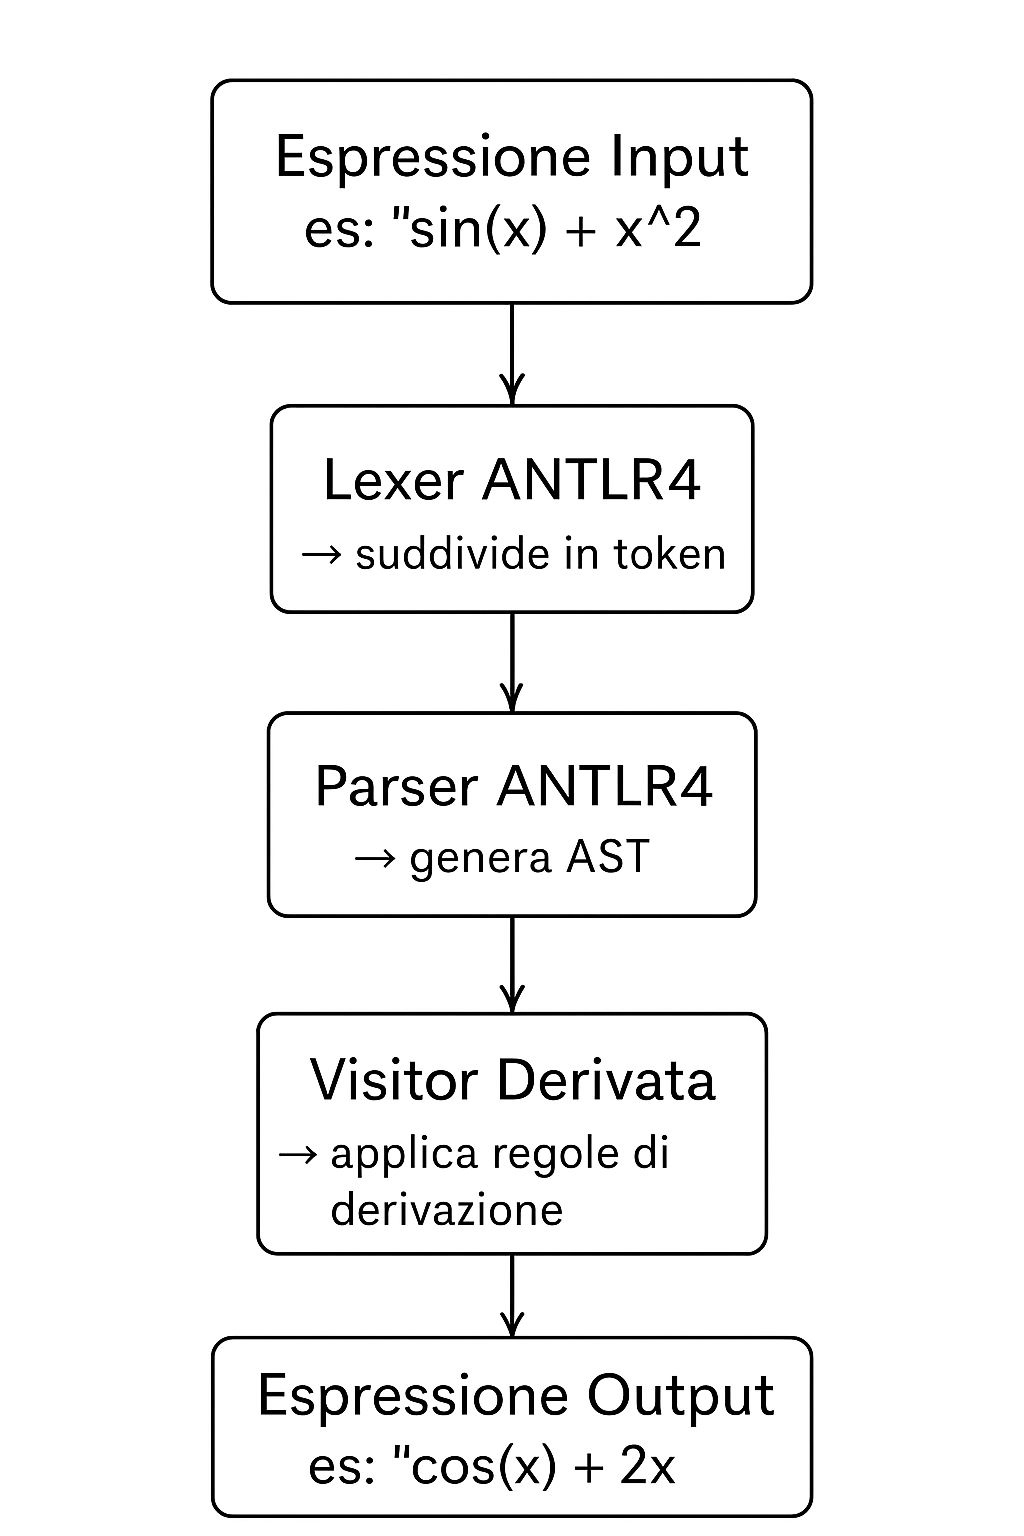 Espressione Input
es: "sin(x) + x^2
Lexer ANTLR4
→ suddivide in token
Parser ANTLR4
→ genera AST
Visitor Derivata
→ applica regole di
derivazione
Espressione Output
es: "cos(x) + 2x